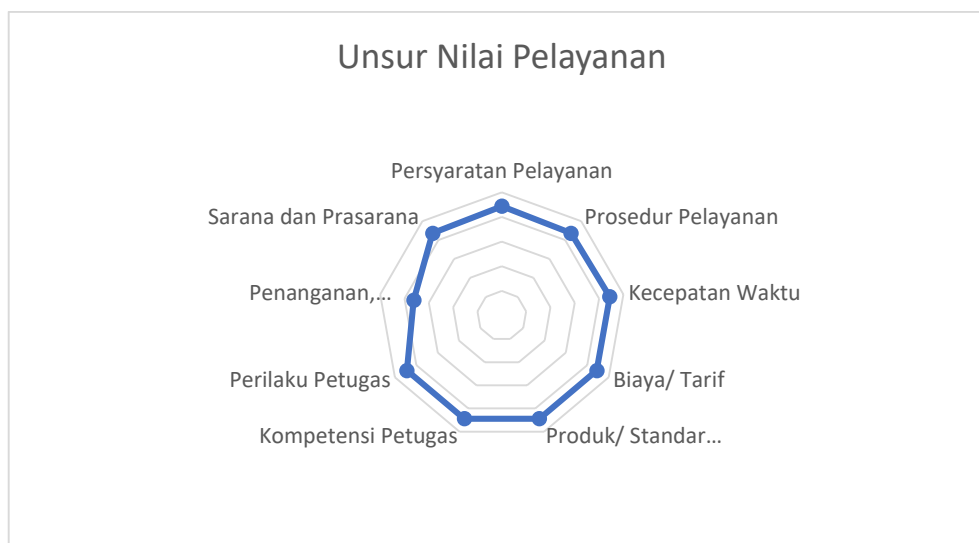 Unsur Nilai Pelayanan
Persyaratan Pelayanan
Prosedur Pelayanan
Kecepatan Waktu
Biaya/ Tarif
Produk/ Standar...
Kompetensi Petugas
Perilaku Petugas
Penanganan,...
Sarana dan Prasarana